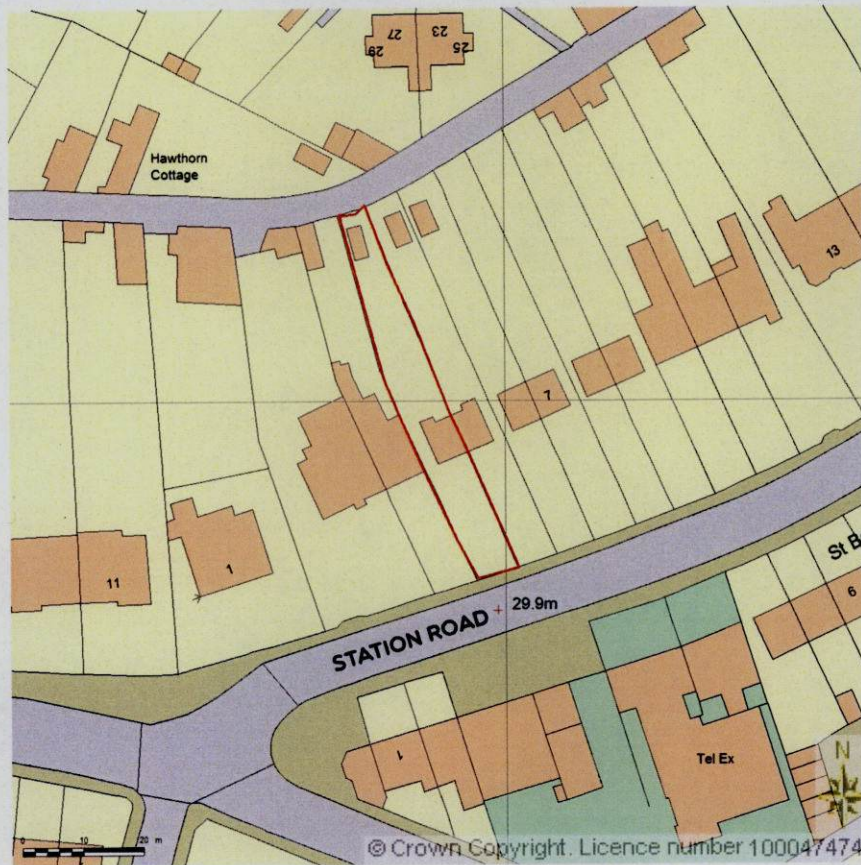 27
23
29
25
Hawthorn
Cottage
13
7
11
1
STATION ROAD
29.9m
St B
6
1
Tel Ex
N
0 10 20 m
© Crown Copyright. Licence number 100047474